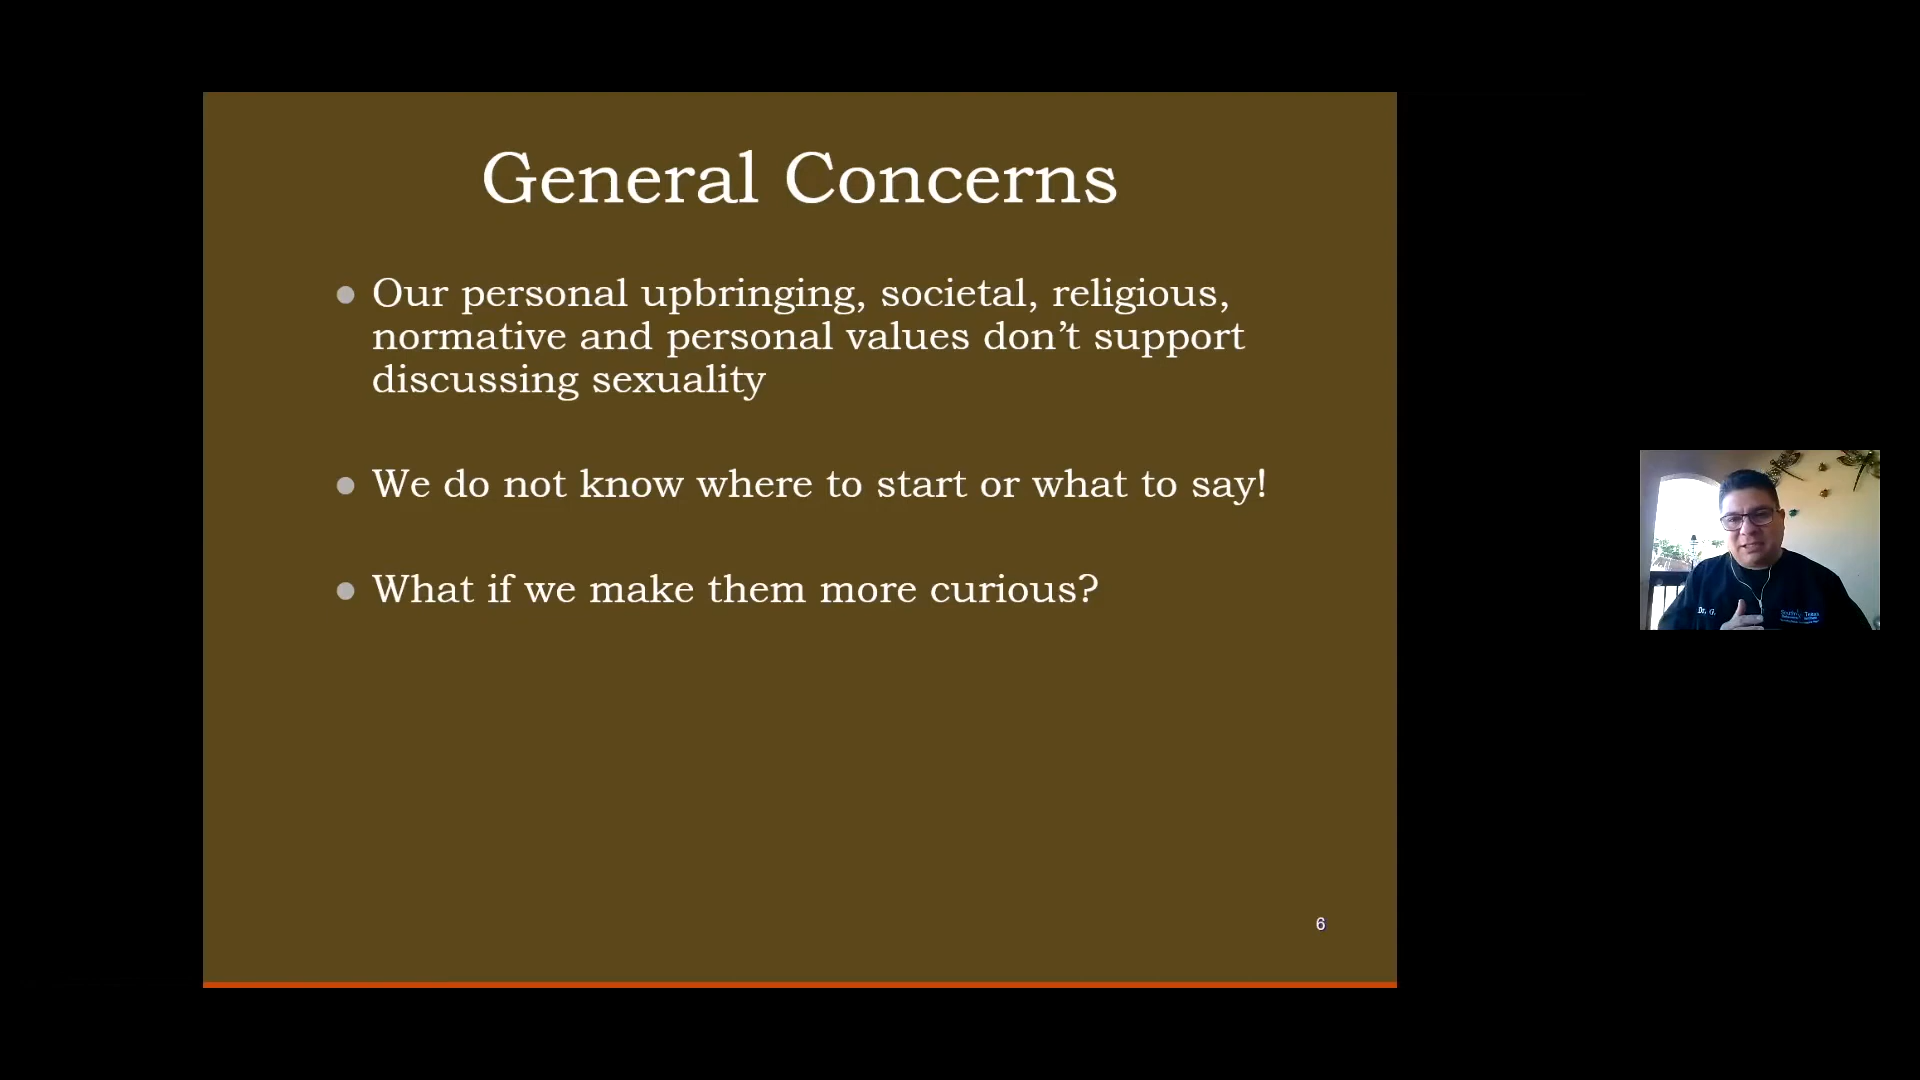 General Concerns
Our personal upbringing, societal, religious,
normative and personal values don’t support
discussing sexuality
We do not know where to start or what to say!
What if we make them more curious?
6
Dr. G.